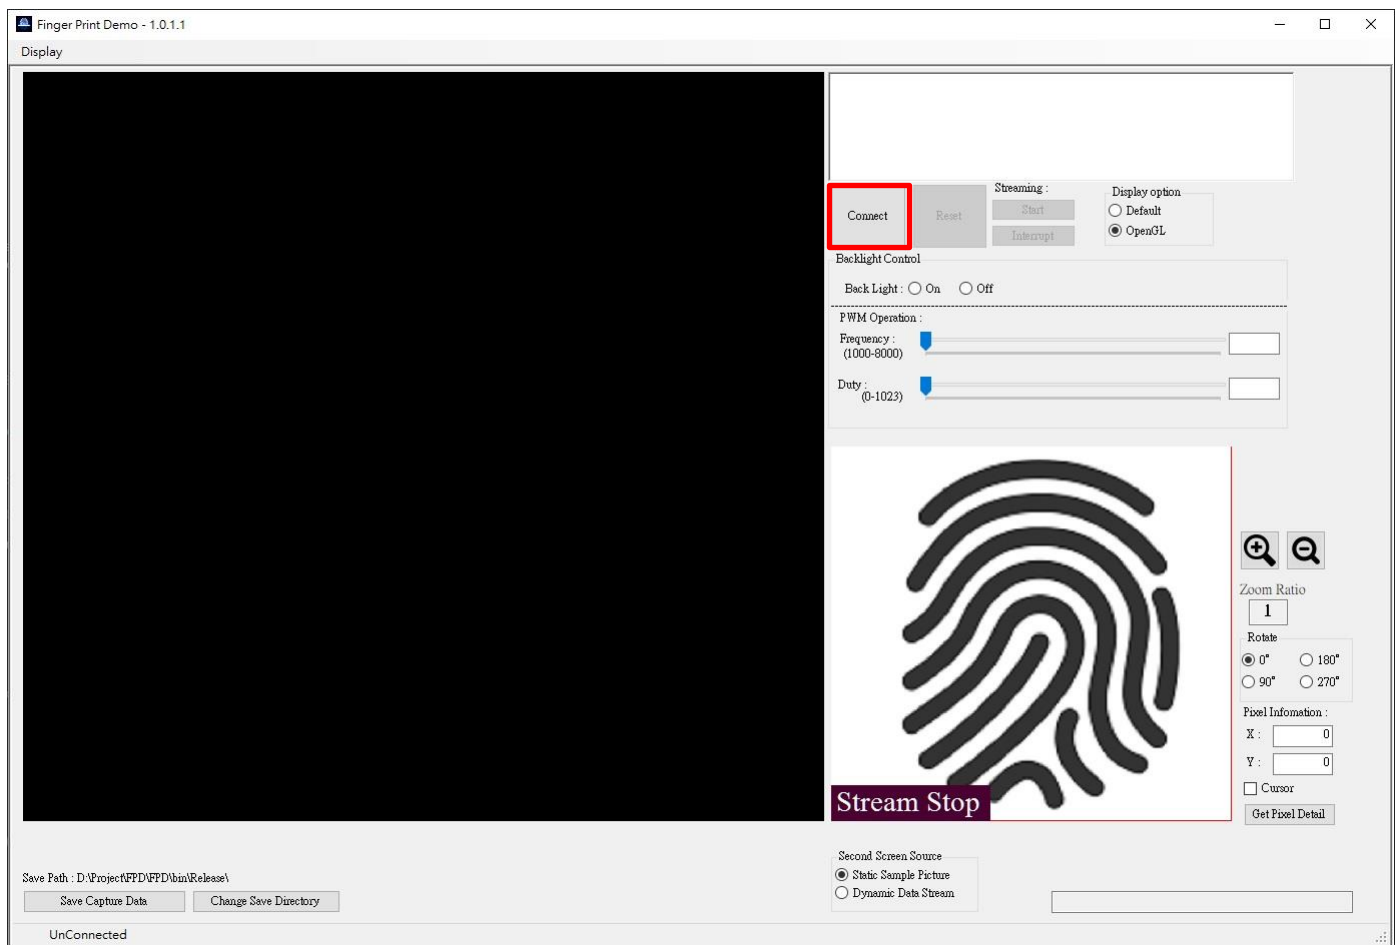 Finger Print Demo - 1.0.1.1
Display
Connect
Reset
Streaming :
Start
Interrupt
Display option
Default
OpenGL
Backlight Control
Back Light : On Off
PWM Operation :
Frequency :
(1000-8000)
Duty :
(0-1023)
Zoom Ratio
1
Rotate
0° 180°
90° 270°
Pixel Infomation :
X : 0
Y : 0
Cursor
Get Pixel Detail
Stream Stop
Second Screen Source
Static Sample Picture
Dynamic Data Stream
Save Path : D:\Project\FPD\FPD\bin\Release\
Save Capture Data Change Save Directory
UnConnected